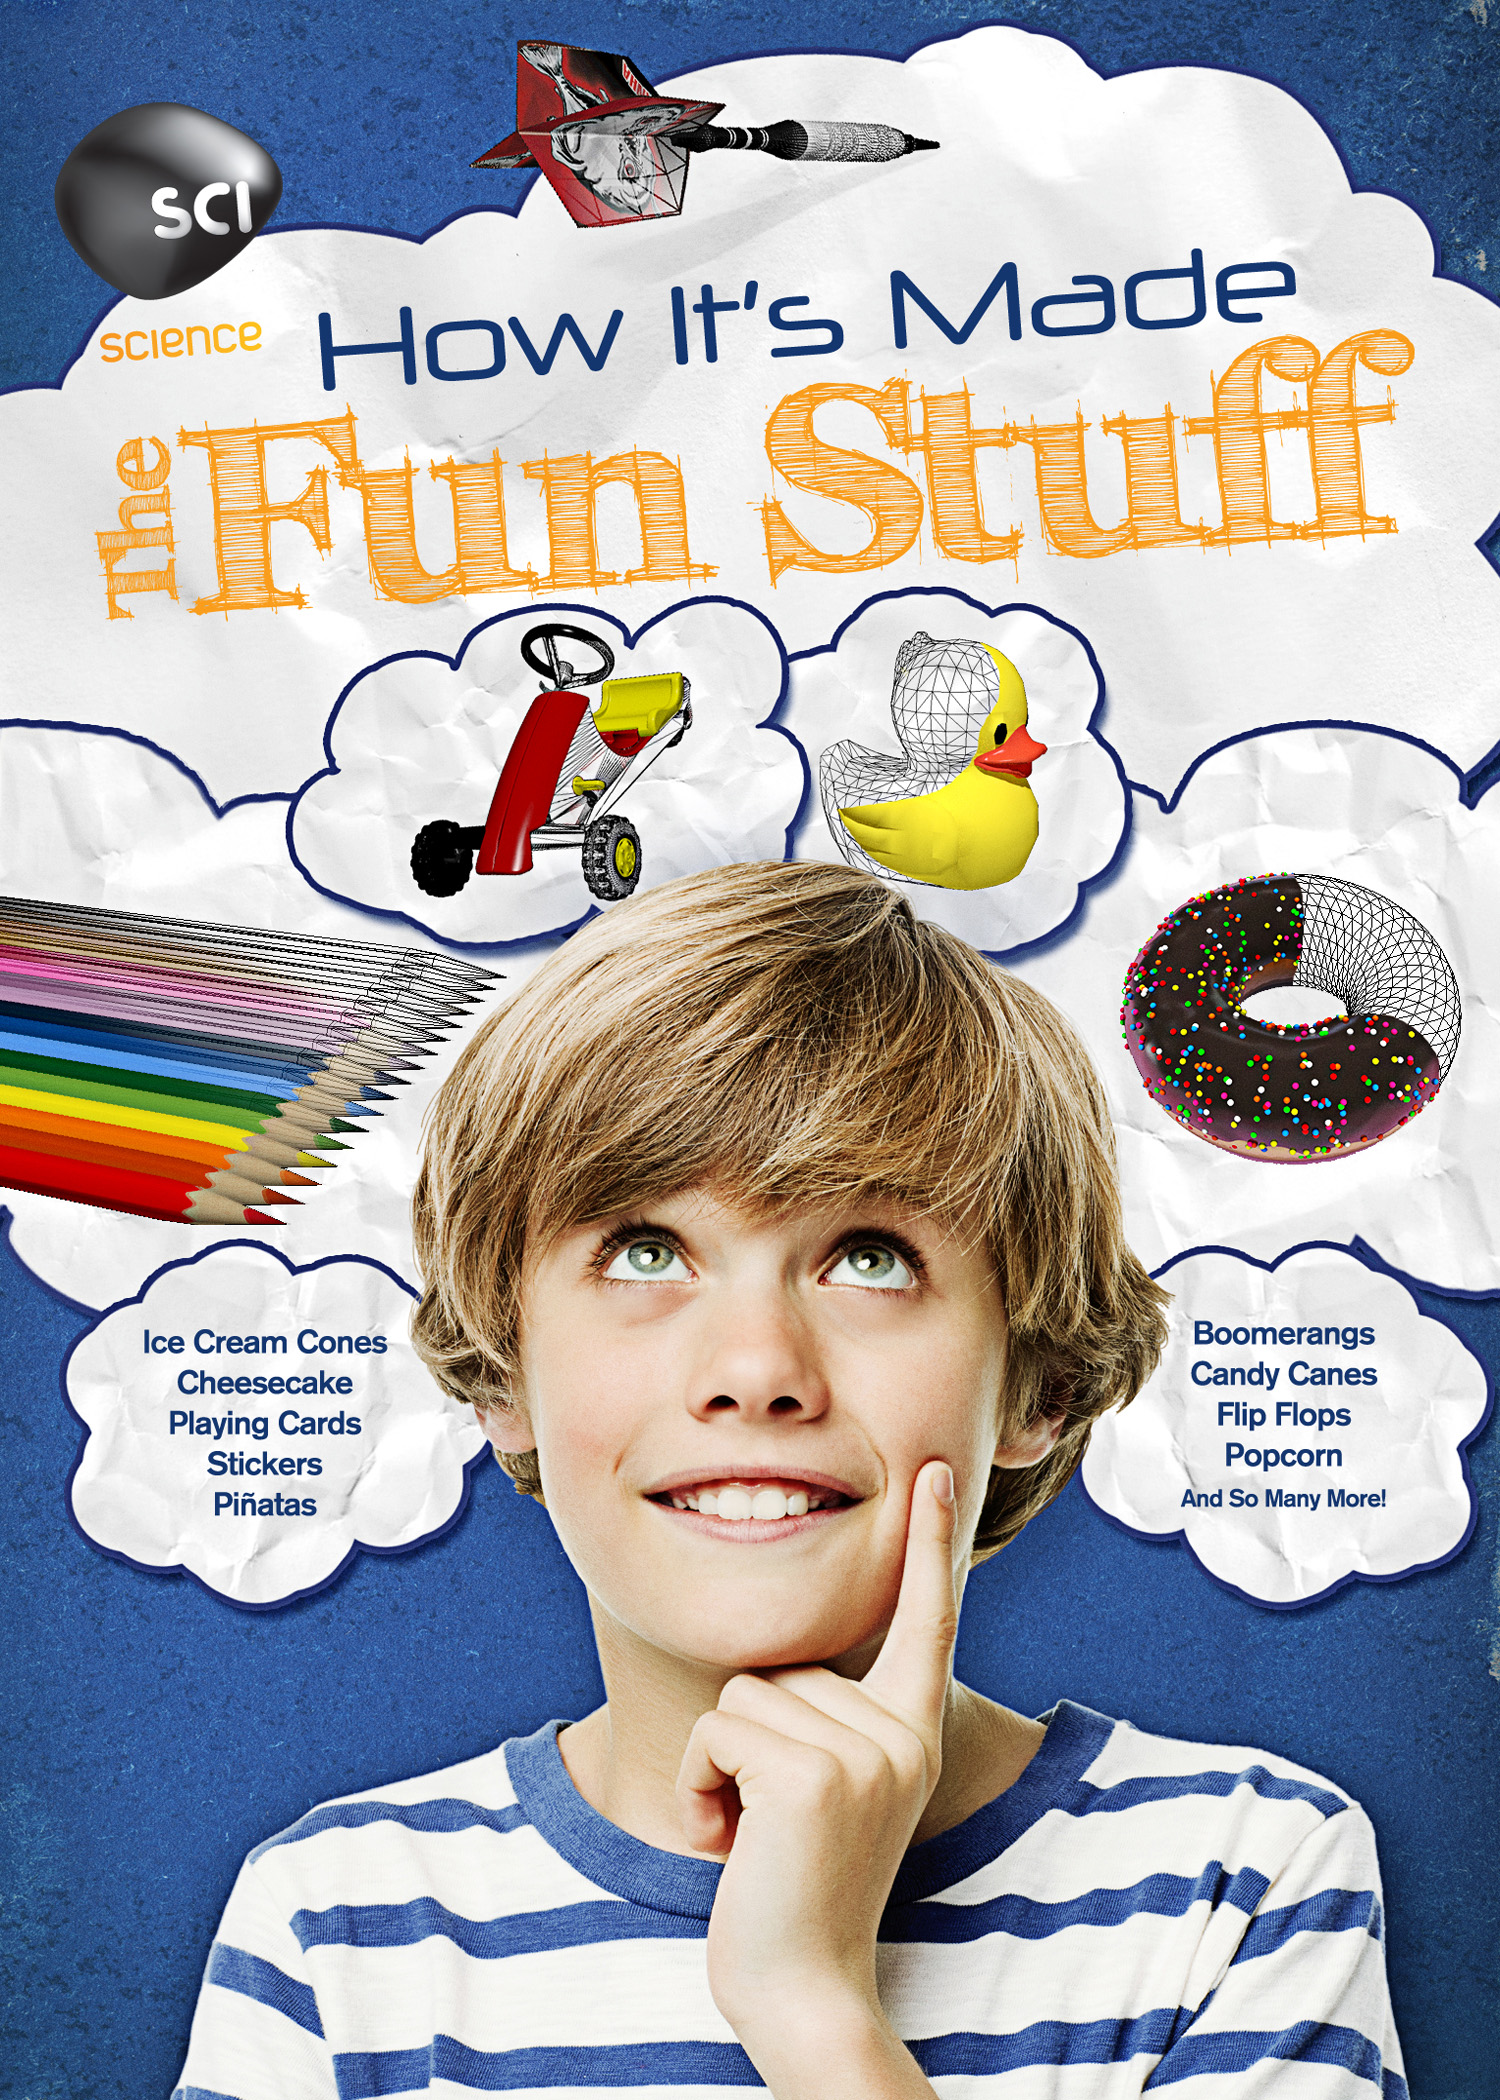 SCI
science
How It's Made
The Fun Stuff
Ice Cream Cones
Cheesecake
Playing Cards
Stickers
Piñatas
Boomerangs
Candy Canes
Flip Flops
Popcorn
And So Many More!